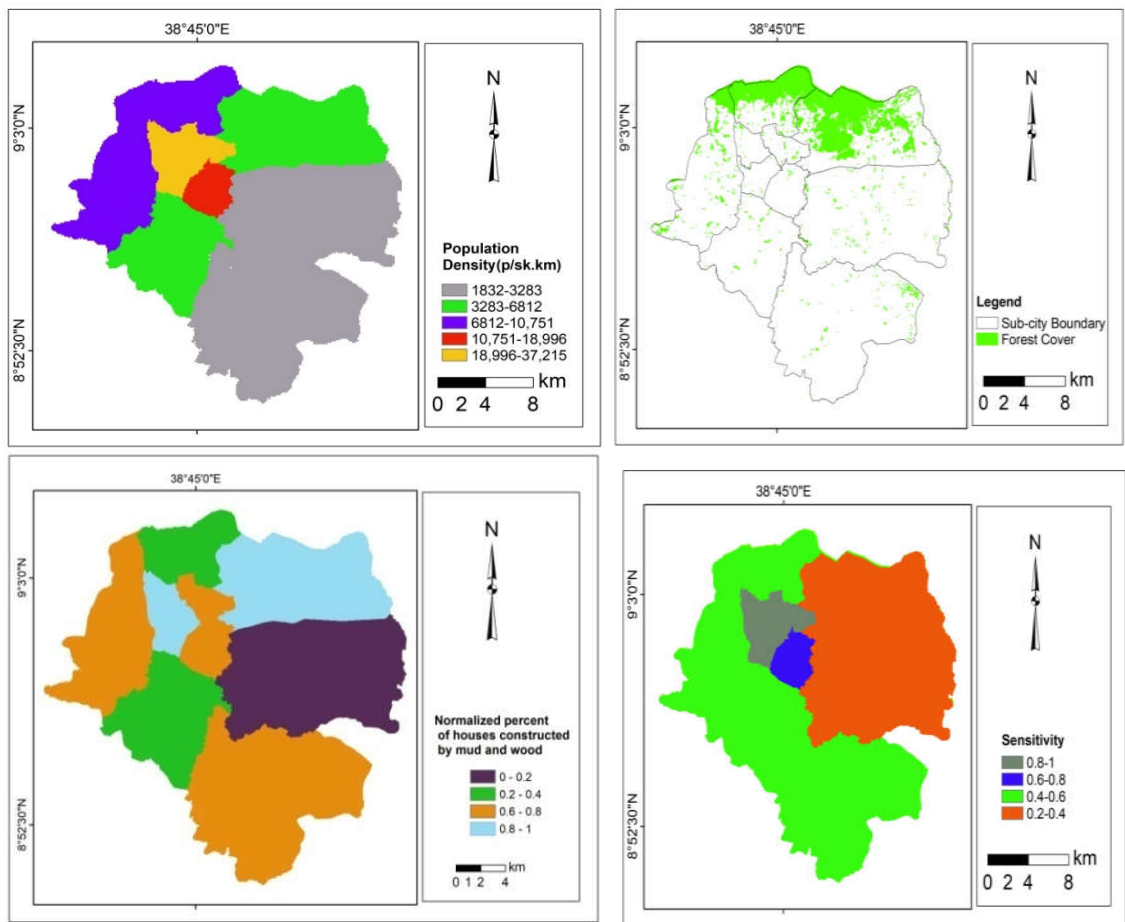 38°45'0"E
N
9°3'0"N
8°52'30"N
Population
Density(p/sk.km)
1832-3283
3283-6812
6812-10,751
10,751-18,996
18,996-37,215
km
0 2 4 8
38°45'0"E
N
9°3'0"N
8°52'30"N
Legend
Sub-city Boundary
Forest Cover
km
0 2 4 8
38°45'0"E
N
9°3'0"N
8°52'30"N
Normalized percent
of houses constructed
by mud and wood
0 - 0.2
0.2 - 0.4
0.6 - 0.8
0.8 - 1
km
0 1 2 4
38°45'0"E
N
9°3'0"N
8°52'30"N
Sensitivity
0.8-1
0.6-0.8
0.4-0.6
0.2-0.4
km
0 2 4 8